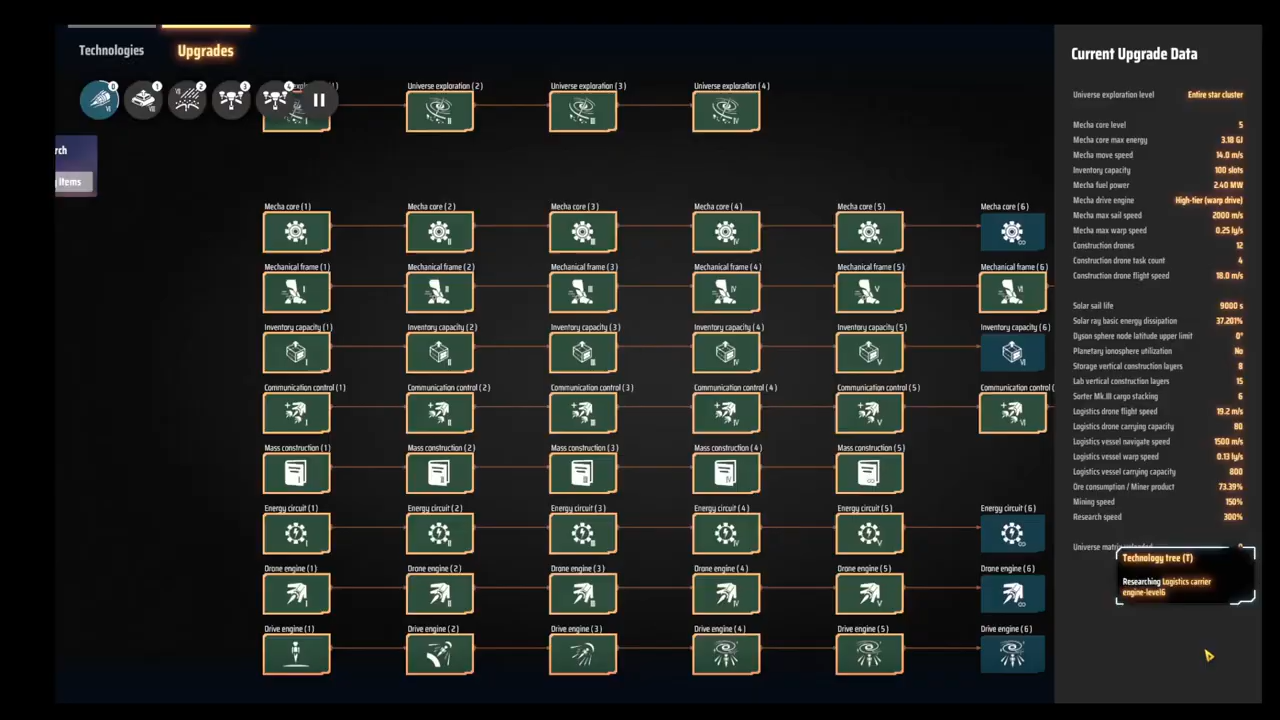 Technologies
Upgrades
0
1
2
3
4
Universe exploration (2)
Universe exploration (3)
Universe exploration (4)
I
II
III
IV
rch
Items
Mecha core (1)
Mecha core (2)
Mecha core (3)
Mecha core (4)
Mecha core (5)
Mecha core (6)
Mechanical frame (1)
Mechanical frame (2)
Mechanical frame (3)
Mechanical frame (4)
Mechanical frame (5)
Mechanical frame (6)
Inventory capacity (1)
Inventory capacity (2)
Inventory capacity (3)
Inventory capacity (4)
Inventory capacity (5)
Inventory capacity (6)
Communication control (1)
Communication control (2)
Communication control (3)
Communication control (4)
Communication control (5)
Communication control (
Mass construction (1)
Mass construction (2)
Mass construction (3)
Mass construction (4)
Mass construction (5)
Energy circuit (1)
Energy circuit (2)
Energy circuit (3)
Energy circuit (4)
Energy circuit (5)
Energy circuit (6)
Drone engine (1)
Drone engine (2)
Drone engine (3)
Drone engine (4)
Drone engine (5)
Drone engine (6)
Drive engine (1)
Drive engine (2)
Drive engine (3)
Drive engine (4)
Drive engine (5)
Drive engine (6)
Current Upgrade Data
Universe exploration level Entire star cluster
Mecha core level 5
Mecha core max energy 3.18 GJ
Mecha move speed 14.0 m/s
Inventory capacity 100 slots
Mecha fuel power 2.40 MW
Mecha drive engine High-tier (warp drive)
Mecha max sail speed 2000 m/s
Mecha max warp speed 0.25 ly/s
Construction drones 12
Construction drone task count 4
Construction drone flight speed 18.0 m/s
Solar sail life 9000 s
Solar ray basic energy dissipation 37.201%
Dyson sphere node latitude upper limit 0°
Planetary ionosphere utilization No
Storage vertical construction layers 8
Lab vertical construction layers 15
Sorter Mk.III cargo stacking 6
Logistics drone flight speed 19.2 m/s
Logistics drone carrying capacity 80
Logistics vessel navigate speed 1500 m/s
Logistics vessel warp speed 0.13 ly/s
Logistics vessel carrying capacity 800
Ore consumption / Miner product 73.39%
Mining speed 150%
Research speed 300%
Universe matrix uploaded 0
Technology tree (T)
Researching Logistics carrier
engine-level6